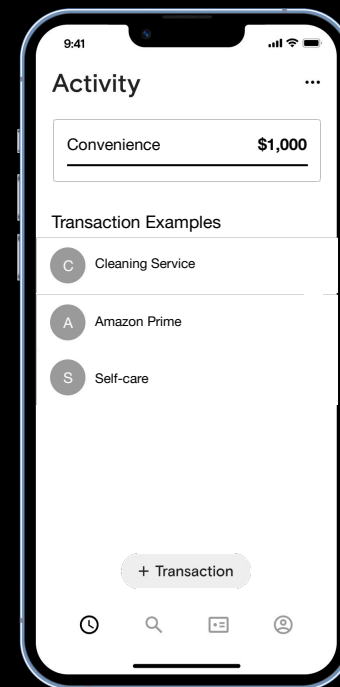 9:41
Activity
Convenience $1,000
Transaction Examples
C Cleaning Service
A Amazon Prime
S Self-care
+ Transaction